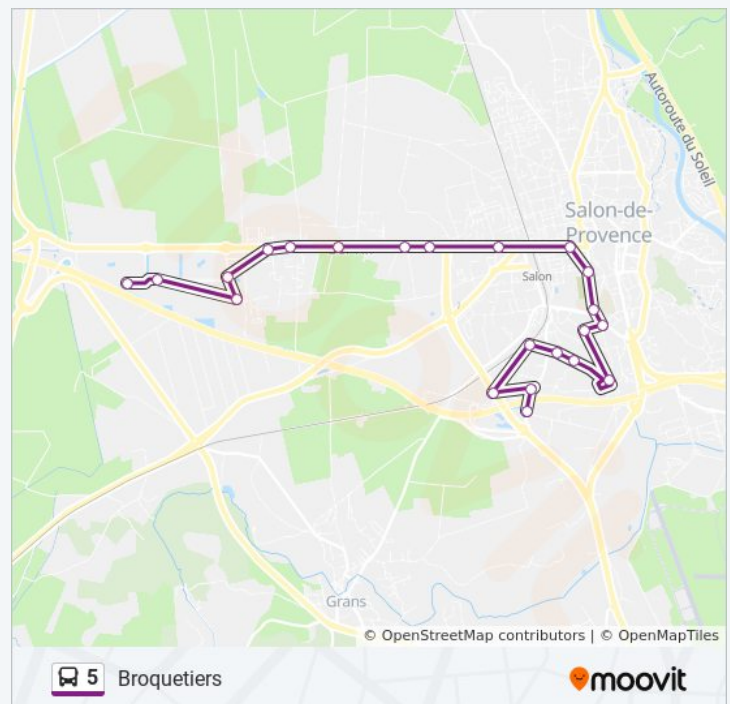 Autoroute du Soleil
Salon-de-
Provence
Salon
Grans
© OpenStreetMap contributors | © OpenMapTiles
5 Broquetiers
moovit